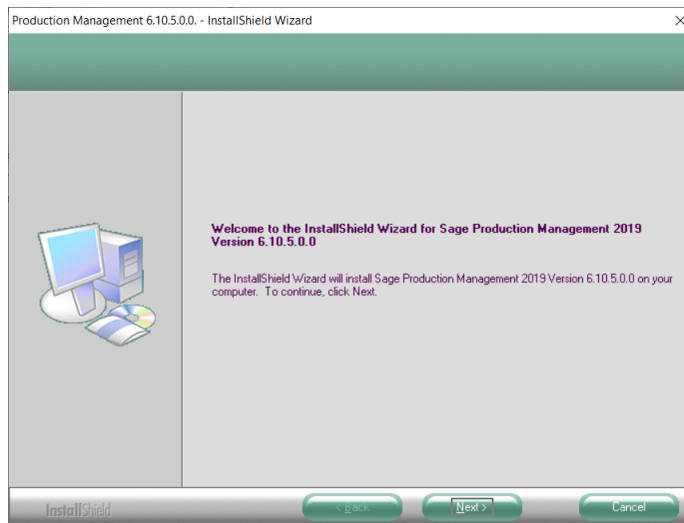 Production Management 6.10.5.0.0. - InstallShield Wizard
Welcome to the InstallShield Wizard for Sage Production Management 2019
Version 6.10.5.0.0
The InstallShield Wizard will install Sage Production Management 2019 Version 6.10.5.0.0 on your
computer. To continue, click Next.
InstallShield
< Back
Next >
Cancel